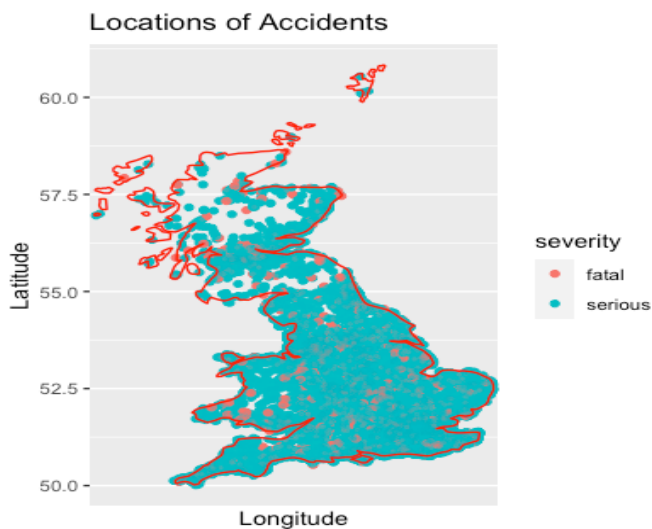 Locations of Accidents
60.0
57.5
55.0
52.5
50.0
Latitude
Longitude
severity
fatal
serious